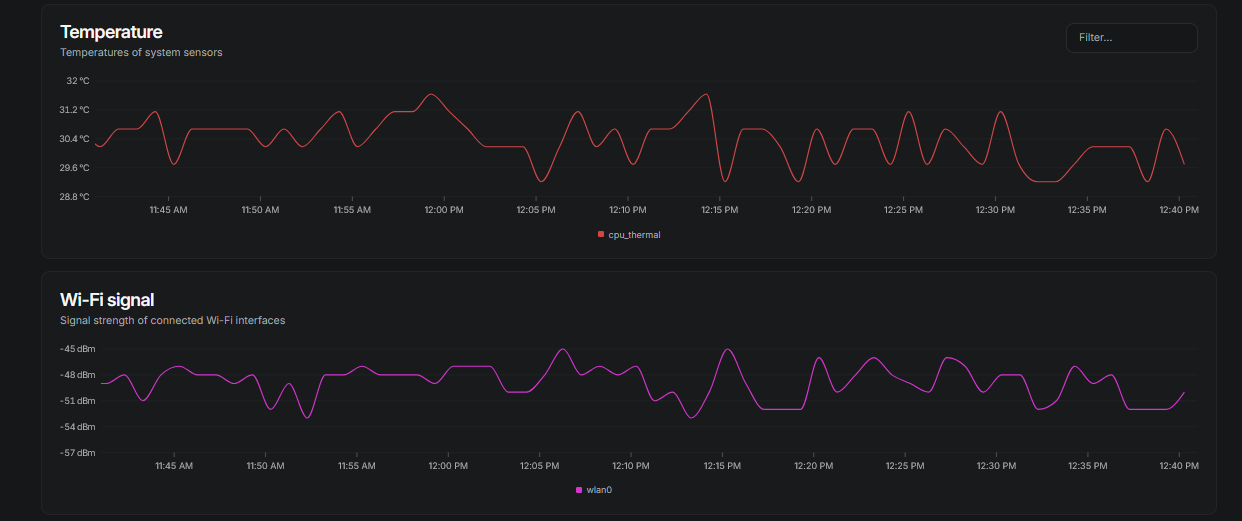 Temperature
Filter...
Temperatures of system sensors
32 °C
31.2 °C
30.4 °C
29.6 °C
28.8 °C
11:45 AM 11:50 AM 11:55 AM 12:00 PM 12:05 PM 12:10 PM 12:15 PM 12:20 PM 12:25 PM 12:30 PM 12:35 PM 12:40 PM
cpu_thermal
Wi-Fi signal
Signal strength of connected Wi-Fi interfaces
-45 dBm
-48 dBm
-51 dBm
-54 dBm
-57 dBm
11:45 AM 11:50 AM 11:55 AM 12:00 PM 12:05 PM 12:10 PM 12:15 PM 12:20 PM 12:25 PM 12:30 PM 12:35 PM 12:40 PM
wlan0